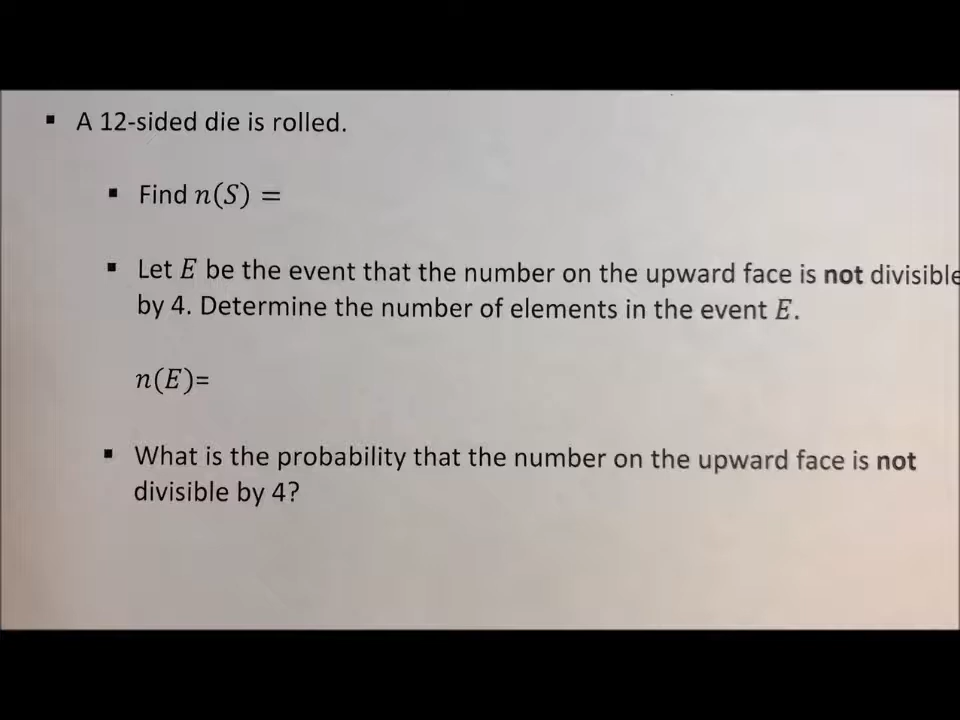 ▪ A 12-sided die is rolled.
▪ Find n(S) =
▪ Let E be the event that the number on the upward face is not divisible
by 4. Determine the number of elements in the event E.
n(E)=
▪ What is the probability that the number on the upward face is not
divisible by 4?